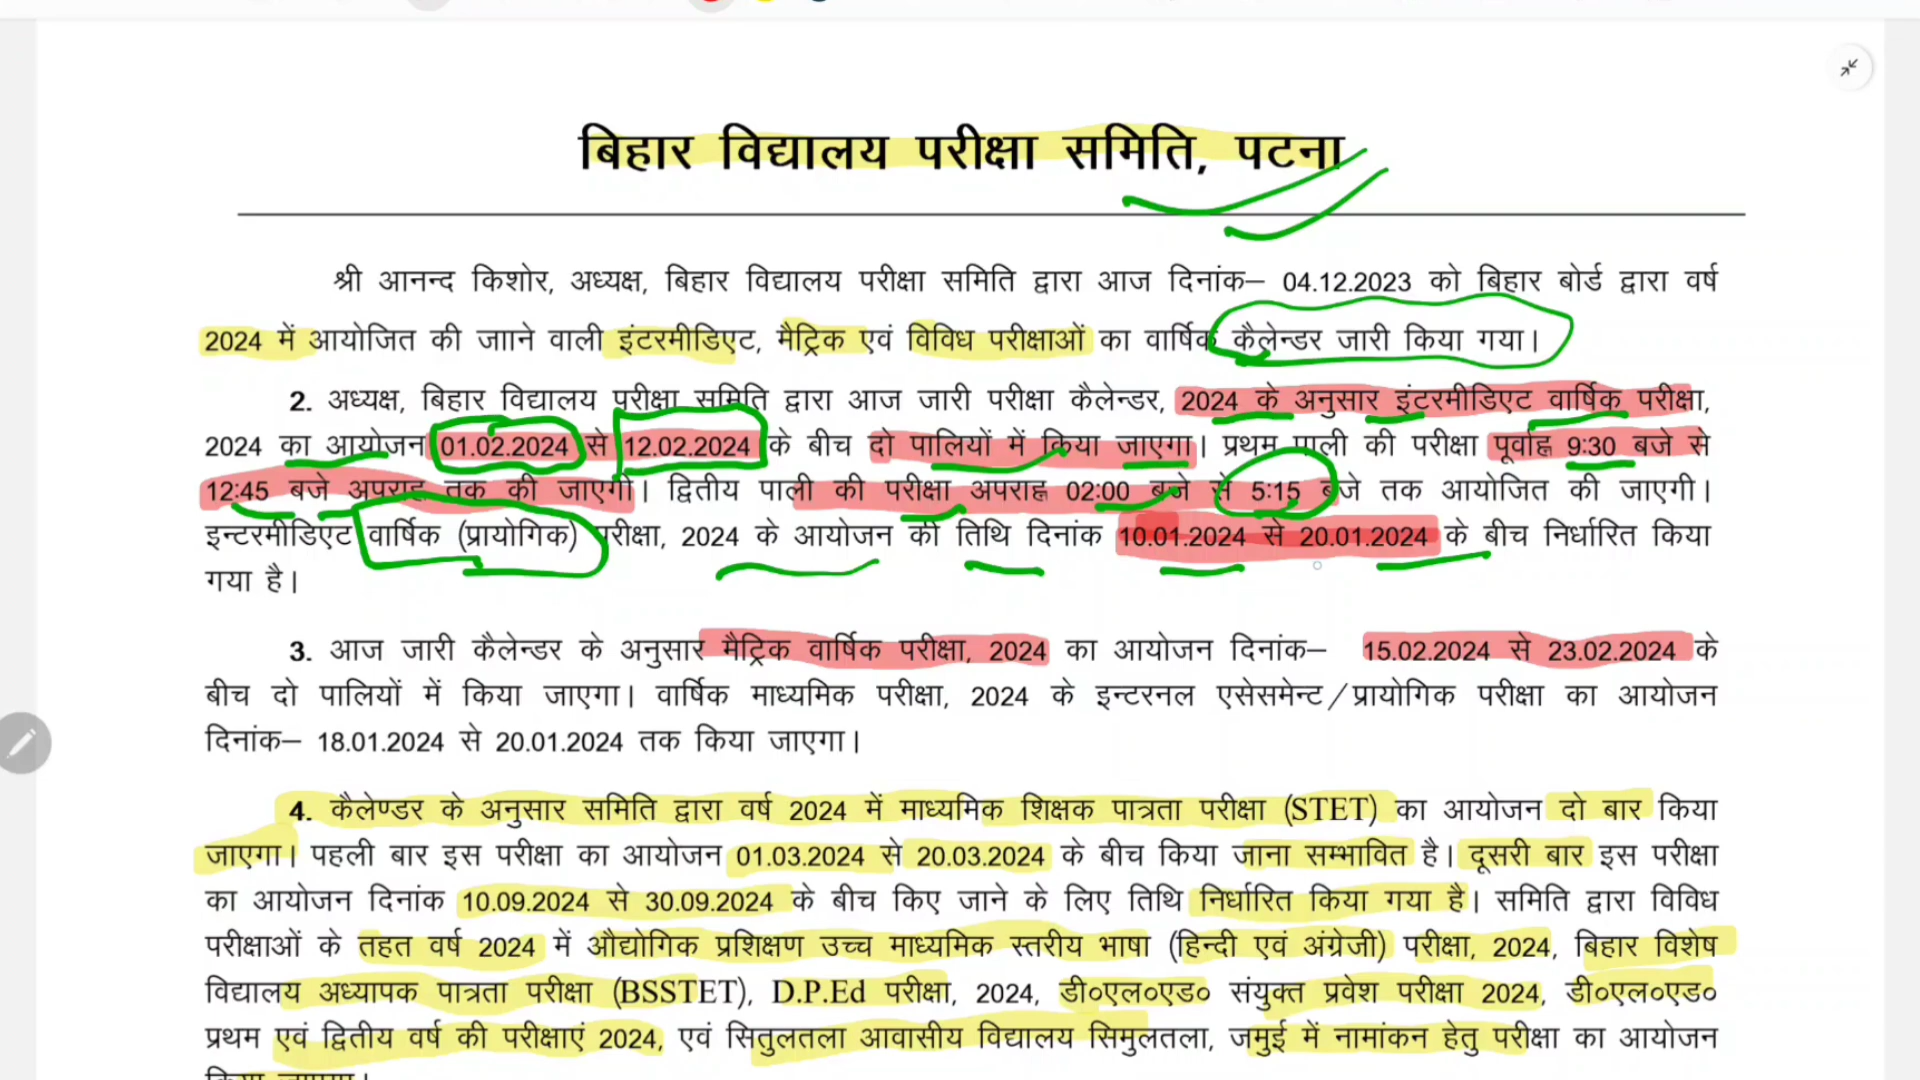 बिहार विद्यालय परीक्षा समिति, पटना
श्री आनन्द किशोर, अध्यक्ष, बिहार विद्यालय परीक्षा समिति द्वारा आज दिनांक– 04.12.2023 को बिहार बोर्ड द्वारा वर्ष
2024 में आयोजित की जााने वाली इंटरमीडिएट, मैट्रिक एवं विविध परीक्षाओं का वार्षिक कैलेन्डर जारी किया गया।
2. अध्यक्ष, बिहार विद्यालय परीक्षा समिति द्वारा आज जारी परीक्षा कैलेन्डर, 2024 के अनुसार इंटरमीडिएट वार्षिक परीक्षा,
2024 का आयोजन 01.02.2024 से 12.02.2024 के बीच दो पालियों में किया जाएगा। प्रथम पाली की परीक्षा पूर्वाह्न 9:30 बजे से
12:45 बजे अपराह्न तक की जाएगी। द्वितीय पाली की परीक्षा अपराह्न 02:00 बजे से 5:15 बजे तक आयोजित की जाएगी।
इन्टरमीडिएट वार्षिक (प्रायोगिक) परीक्षा, 2024 के आयोजन की तिथि दिनांक 10.01.2024 से 20.01.2024 के बीच निर्धारित किया
गया है।
3. आज जारी कैलेन्डर के अनुसार मैट्रिक वार्षिक परीक्षा, 2024 का आयोजन दिनांक– 15.02.2024 से 23.02.2024 के
बीच दो पालियों में किया जाएगा। वार्षिक माध्यमिक परीक्षा, 2024 के इन्टरनल एसेसमेन्ट/प्रायोगिक परीक्षा का आयोजन
दिनांक– 18.01.2024 से 20.01.2024 तक किया जाएगा।
4. कैलेण्डर के अनुसार समिति द्वारा वर्ष 2024 में माध्यमिक शिक्षक पात्रता परीक्षा (STET) का आयोजन दो बार किया
जाएगा। पहली बार इस परीक्षा का आयोजन 01.03.2024 से 20.03.2024 के बीच किया जाना सम्भावित है। दूसरी बार इस परीक्षा
का आयोजन दिनांक 10.09.2024 से 30.09.2024 के बीच किए जाने के लिए तिथि निर्धारित किया गया है। समिति द्वारा विविध
परीक्षाओं के तहत वर्ष 2024 में औद्योगिक प्रशिक्षण उच्च माध्यमिक स्तरीय भाषा (हिन्दी एवं अंग्रेजी) परीक्षा, 2024, बिहार विशेष
विद्यालय अध्यापक पात्रता परीक्षा (BSSTET), D.P.Ed परीक्षा, 2024, डी०एल०एड० संयुक्त प्रवेश परीक्षा 2024, डी०एल०एड०
प्रथम एवं द्वितीय वर्ष की परीक्षाएं 2024, एवं सितुलतला आवासीय विद्यालय सिमुलतला, जमुई में नामांकन हेतु परीक्षा का आयोजन